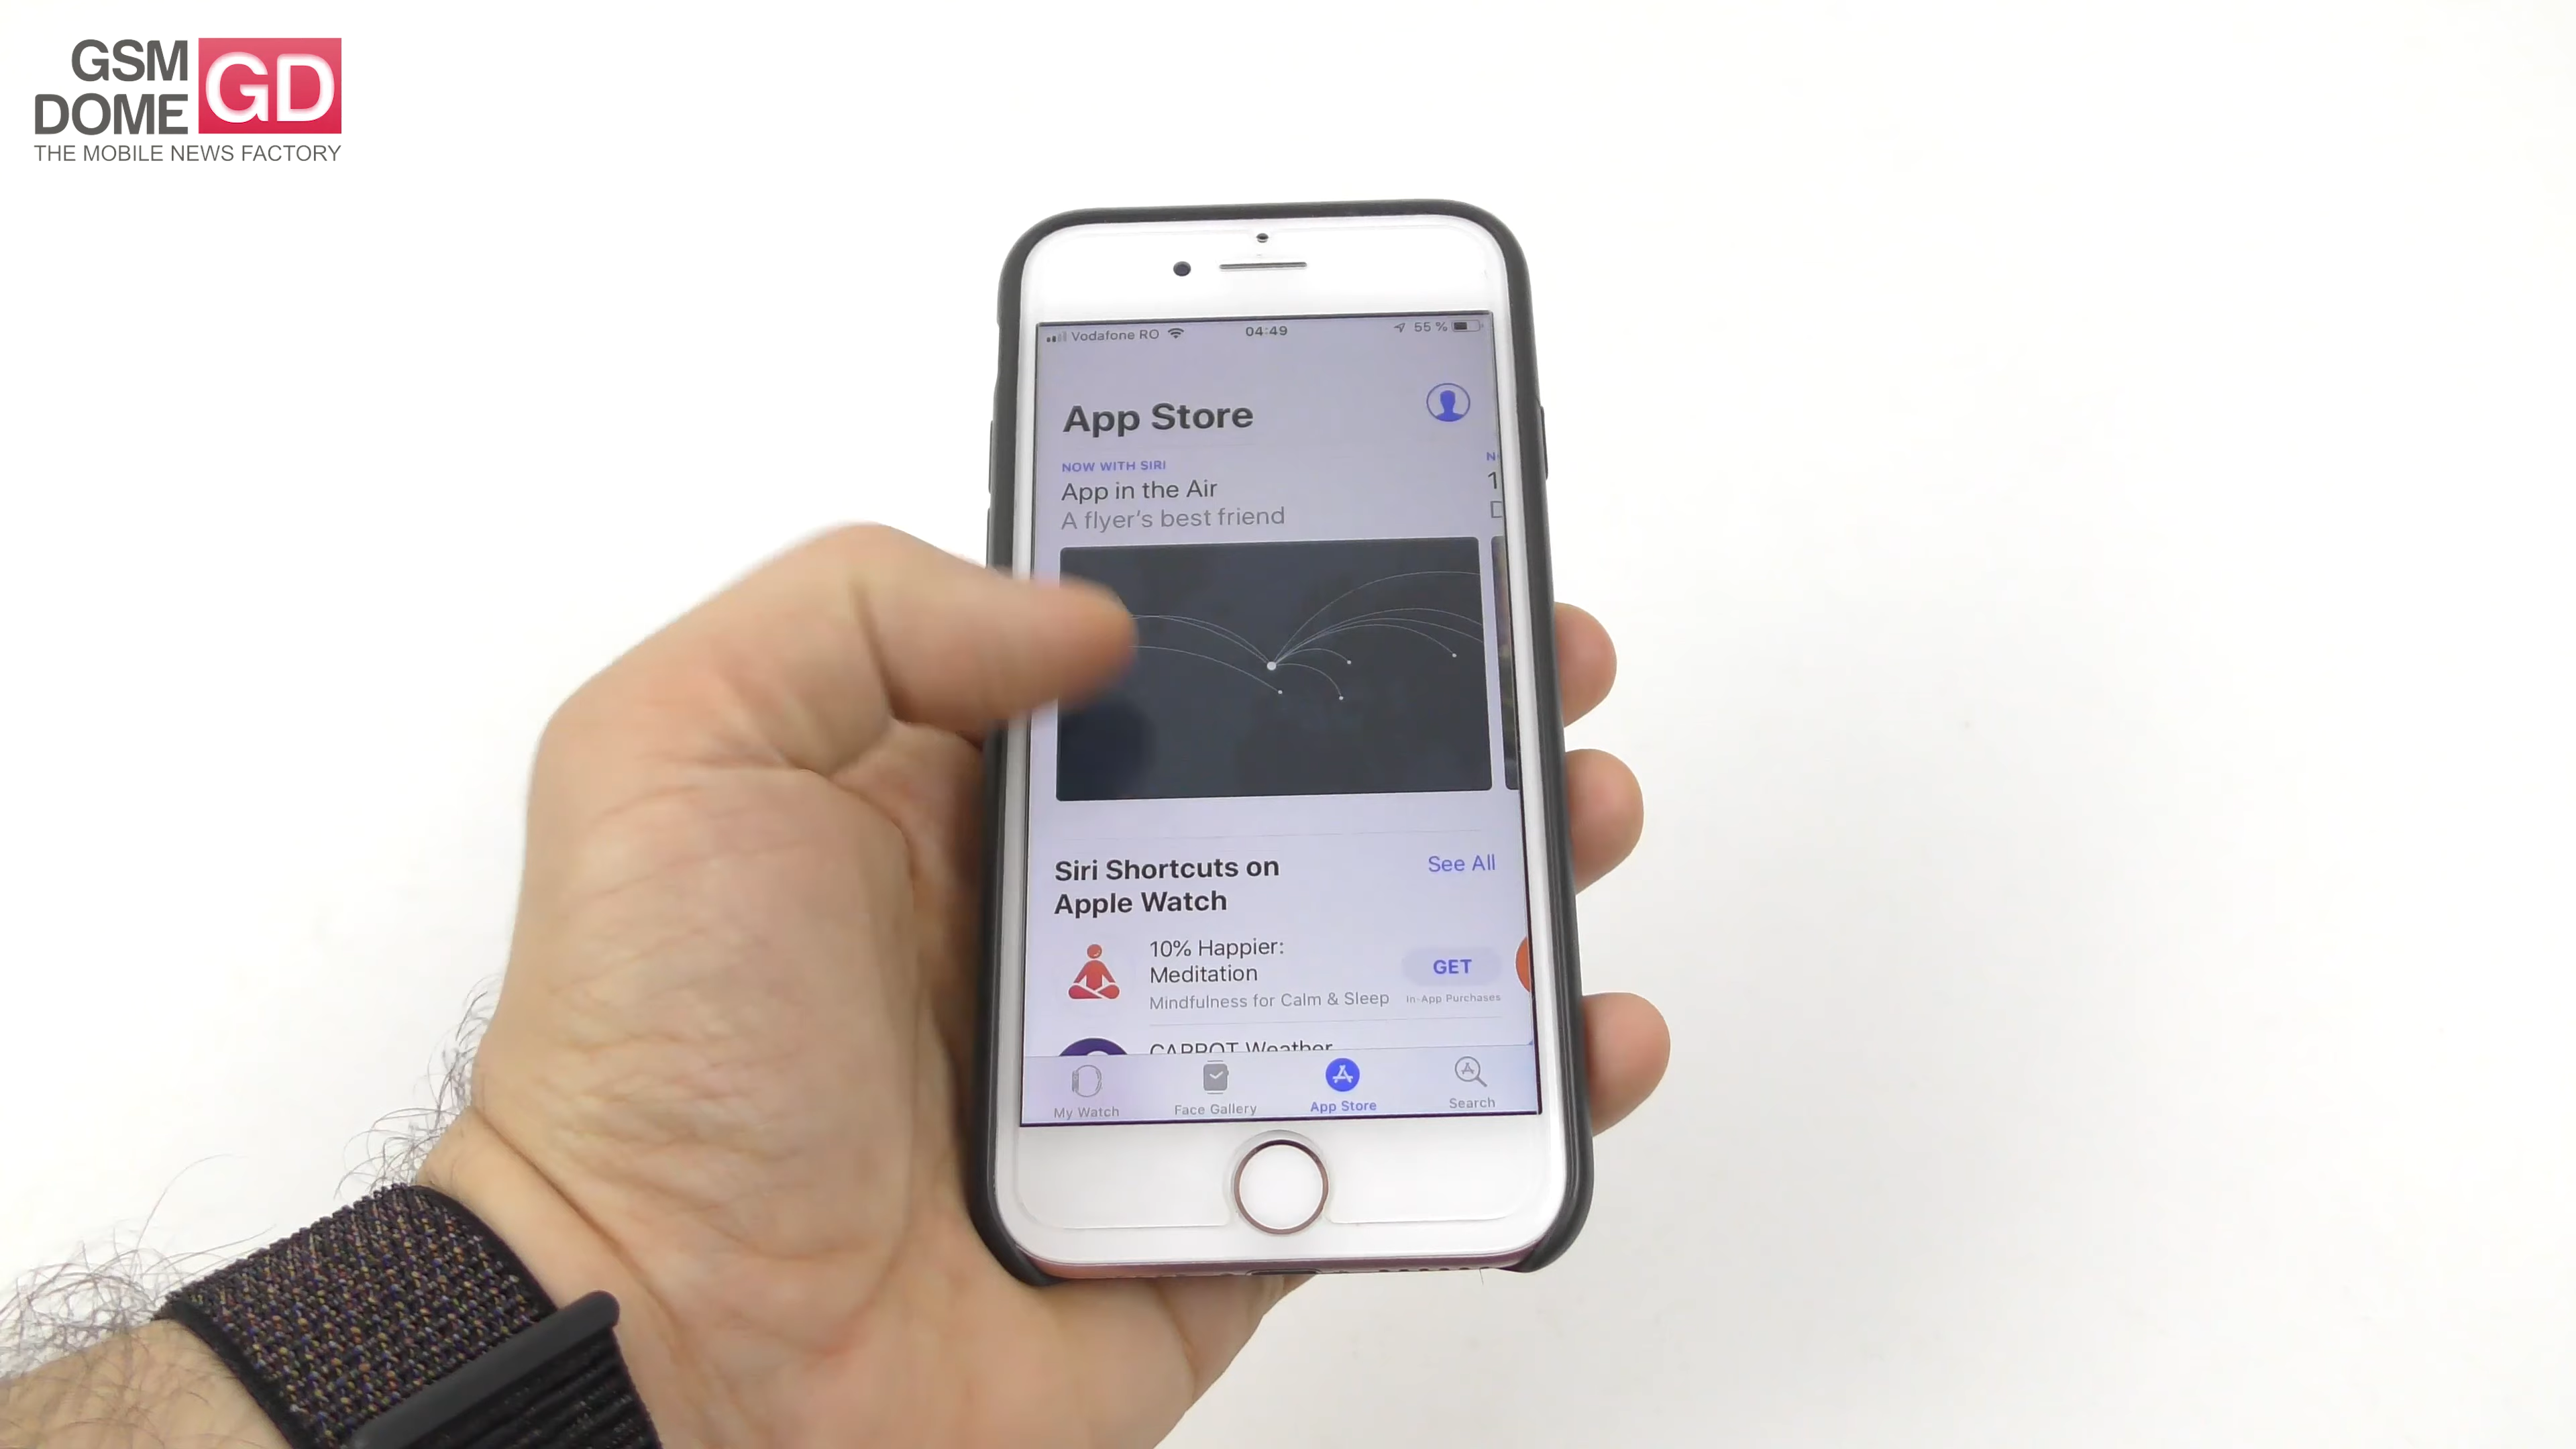 GSM
DOME
GD
THE MOBILE NEWS FACTORY
Vodafone RO
04:49
55 %
App Store
NOW WITH SIRI
App in the Air
A flyer's best friend
Siri Shortcuts on
Apple Watch
See All
10% Happier:
Meditation
Mindfulness for Calm & Sleep
GET
In-App Purchases
CARROT Weather
My Watch
Face Gallery
App Store
Search